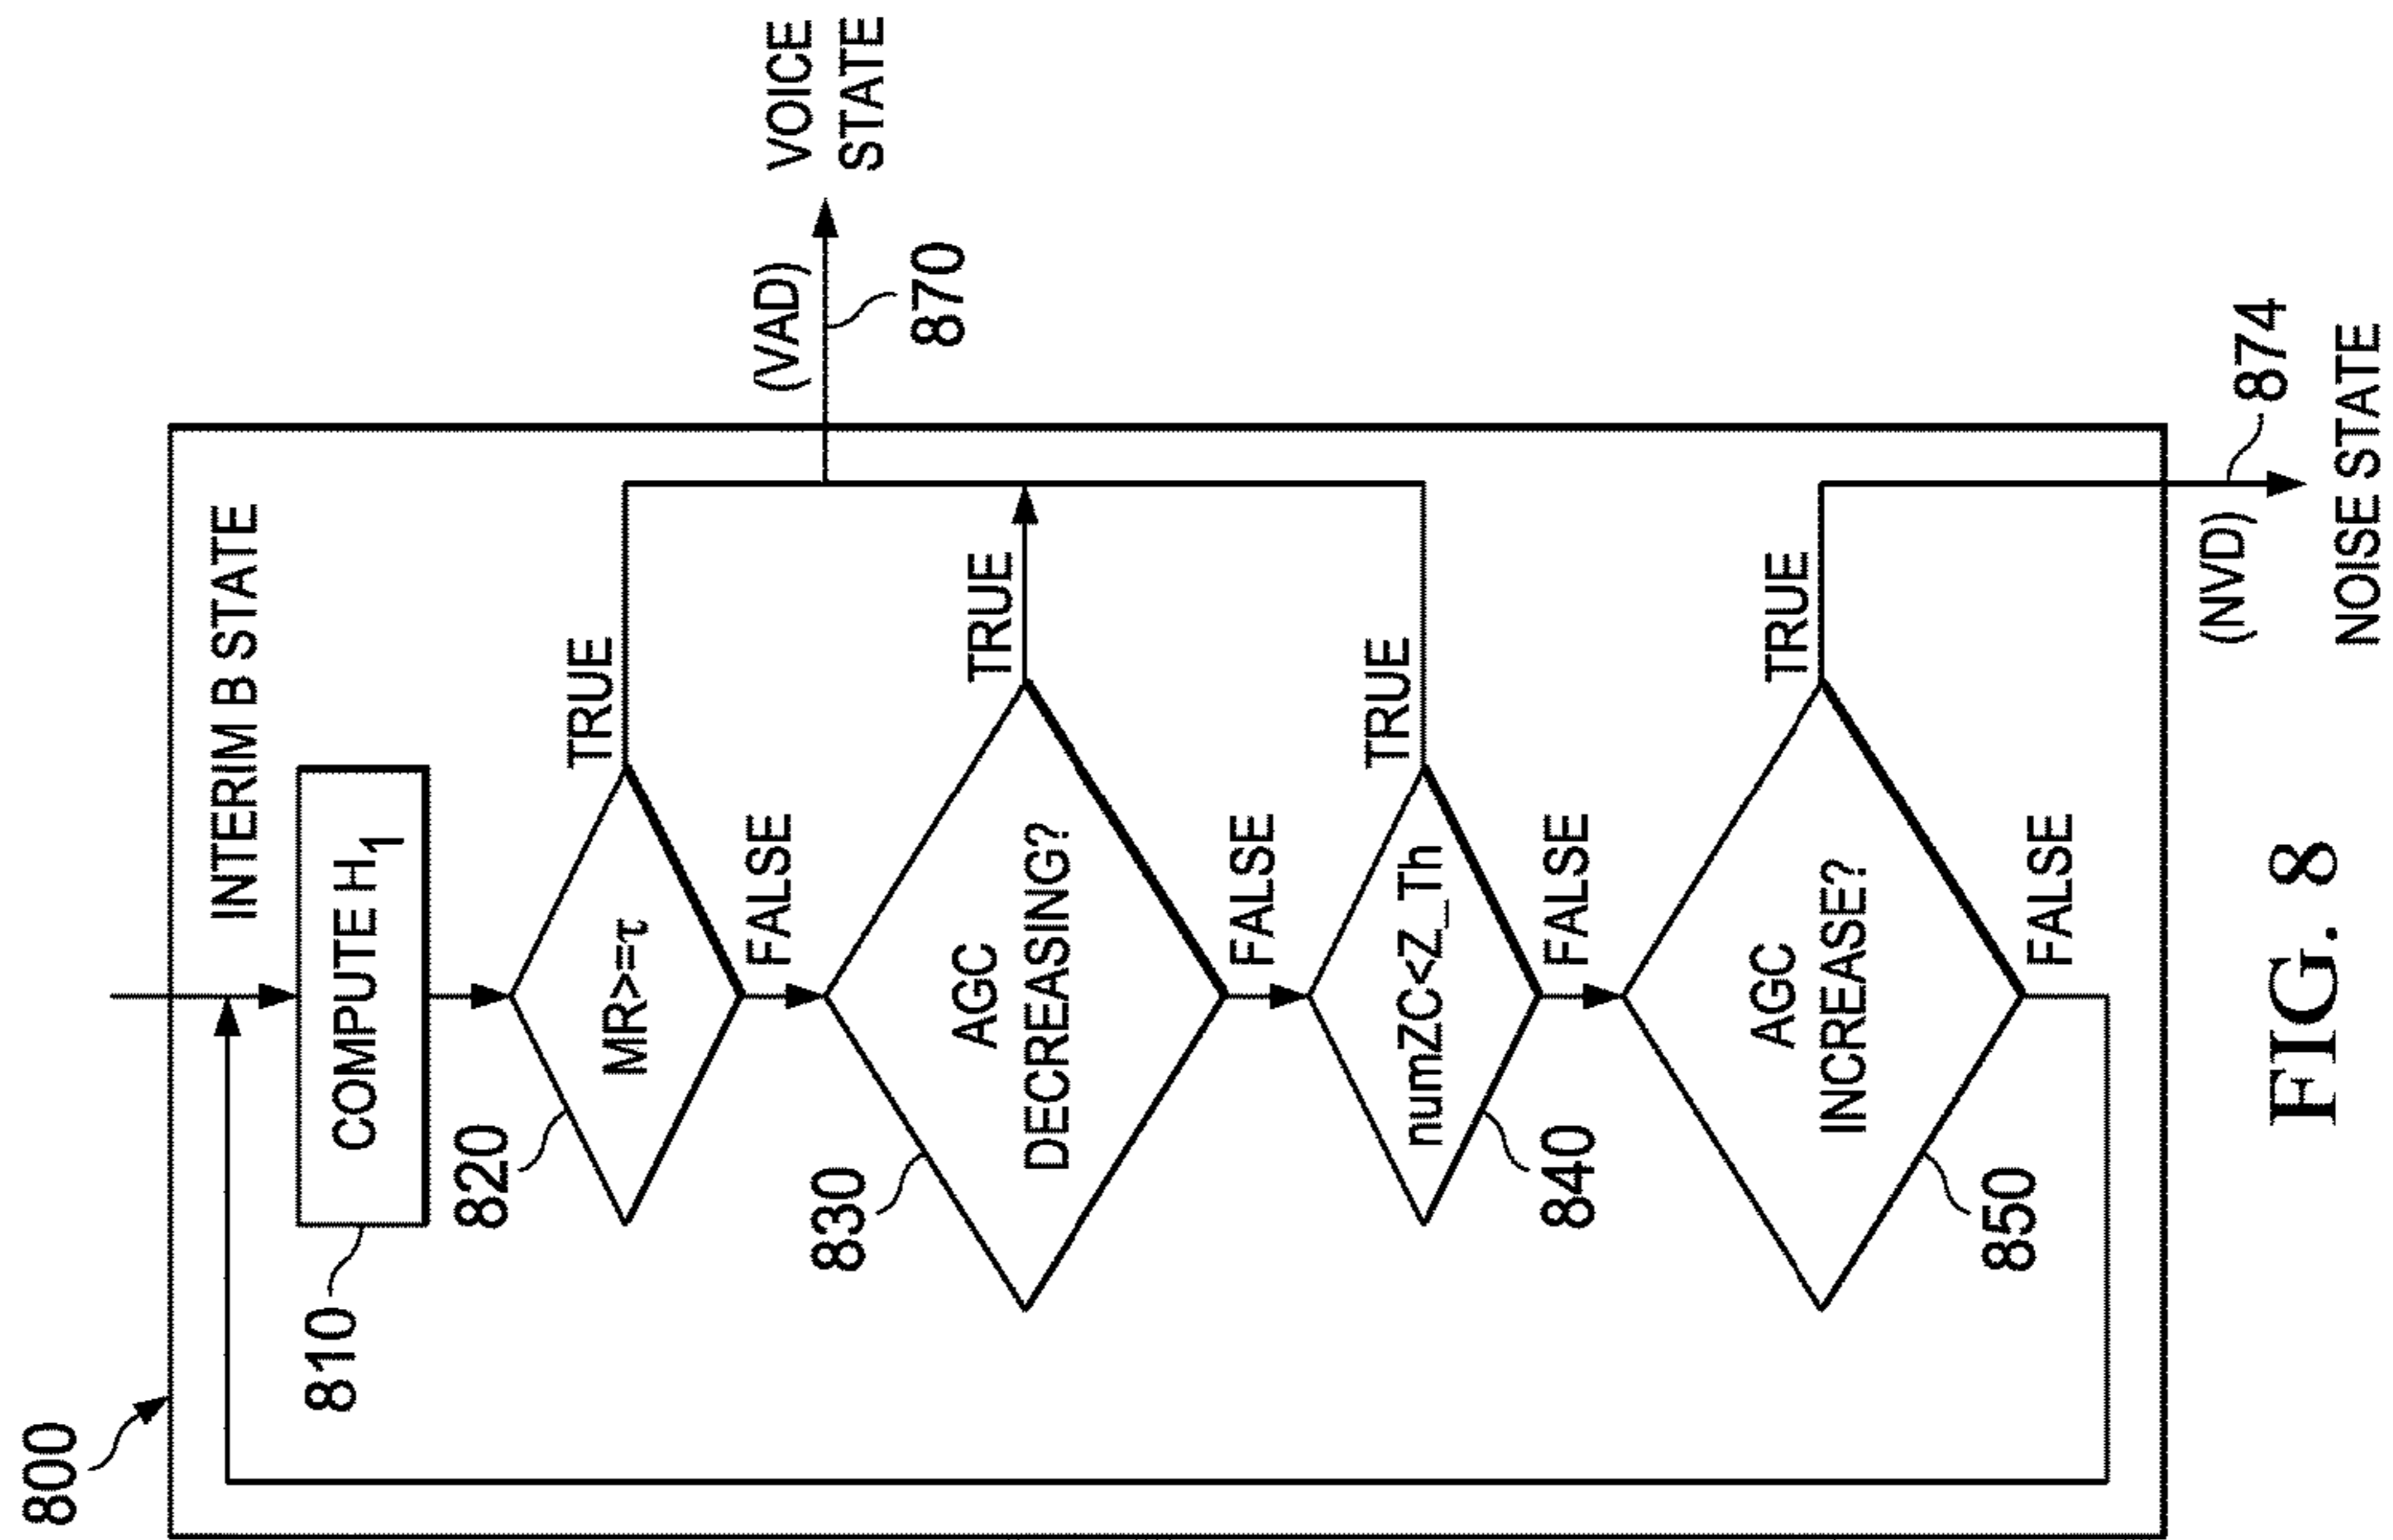 800
INTERIM B STATE
810
COMPUTE H1
820
MR>=τ
TRUE
FALSE
(VAD)
VOICE
STATE
870
830
AGC
DECREASING?
TRUE
FALSE
numZC<Z_Th
840
TRUE
FALSE
AGC
INCREASE?
850
TRUE
FALSE
(NVD)
874
NOISE STATE
FIG. 8